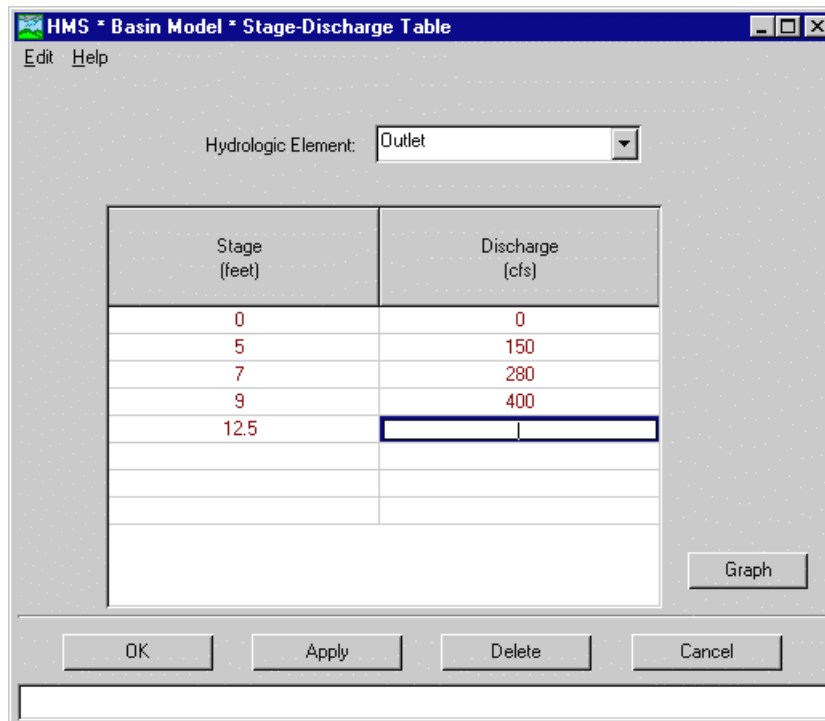 HMS * Basin Model * Stage-Discharge Table
Edit Help
Hydrologic Element: Outlet
Stage (feet) Discharge (cfs)
0 0
5 150
7 280
9 400
12.5
Graph
OK Apply Delete Cancel